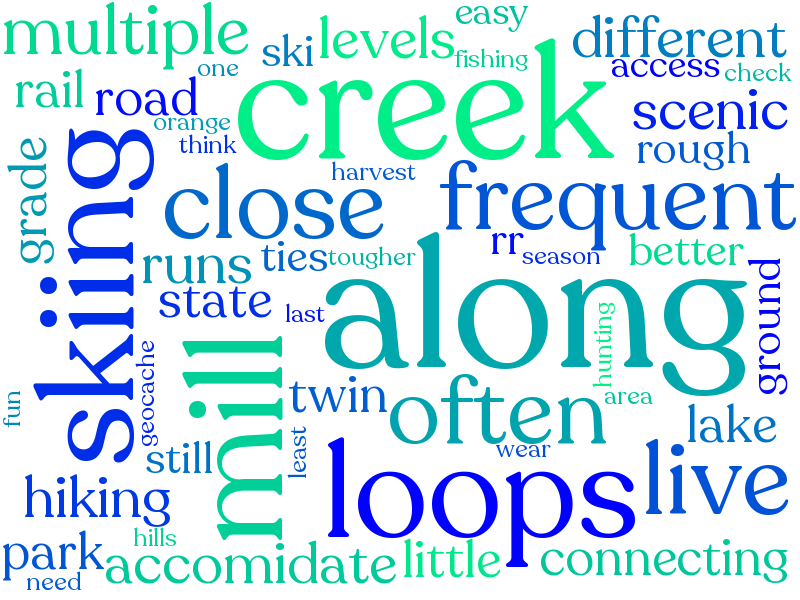 multiple
easy
ski
levels
different
one
fishing
access
check
rail
road
creek
scenic
orange
think
rough
harvest
grade
skiing
close
frequent
rr
better
runs
ties
tougher
season
state
last
along
ground
mill
geocache
hunting
fun
twin
often
area
lake
still
least
wear
loops
live
hiking
park
hills
accomidate
little
connecting
need